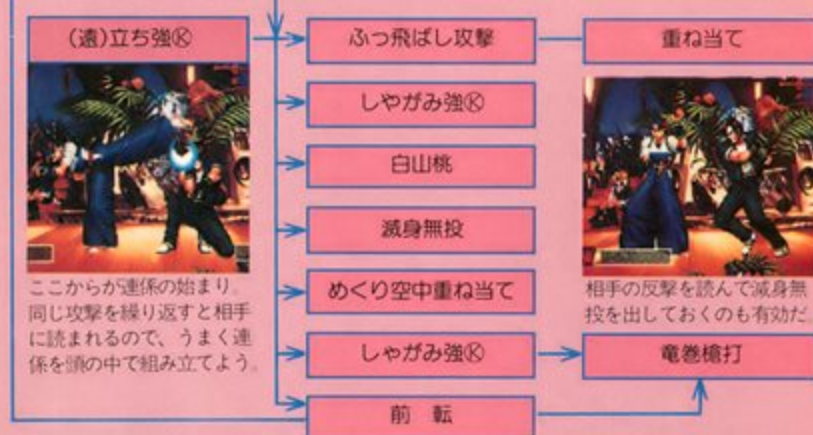 (遠)立ち強Ⓚ
ここからが連係の始まり。
同じ攻撃を繰り返すと相手
に読まれるので、うまく連
係を頭の中で組み立てよう。
ふっ飛ばし攻撃
しゃがみ強Ⓚ
白山桃
滅身無投
めくり空中重ね当て
しゃがみ強Ⓚ
前 転
重ね当て
相手の反撃を読んで滅身無
投を出しておくのも有効だ。
竜巻槍打